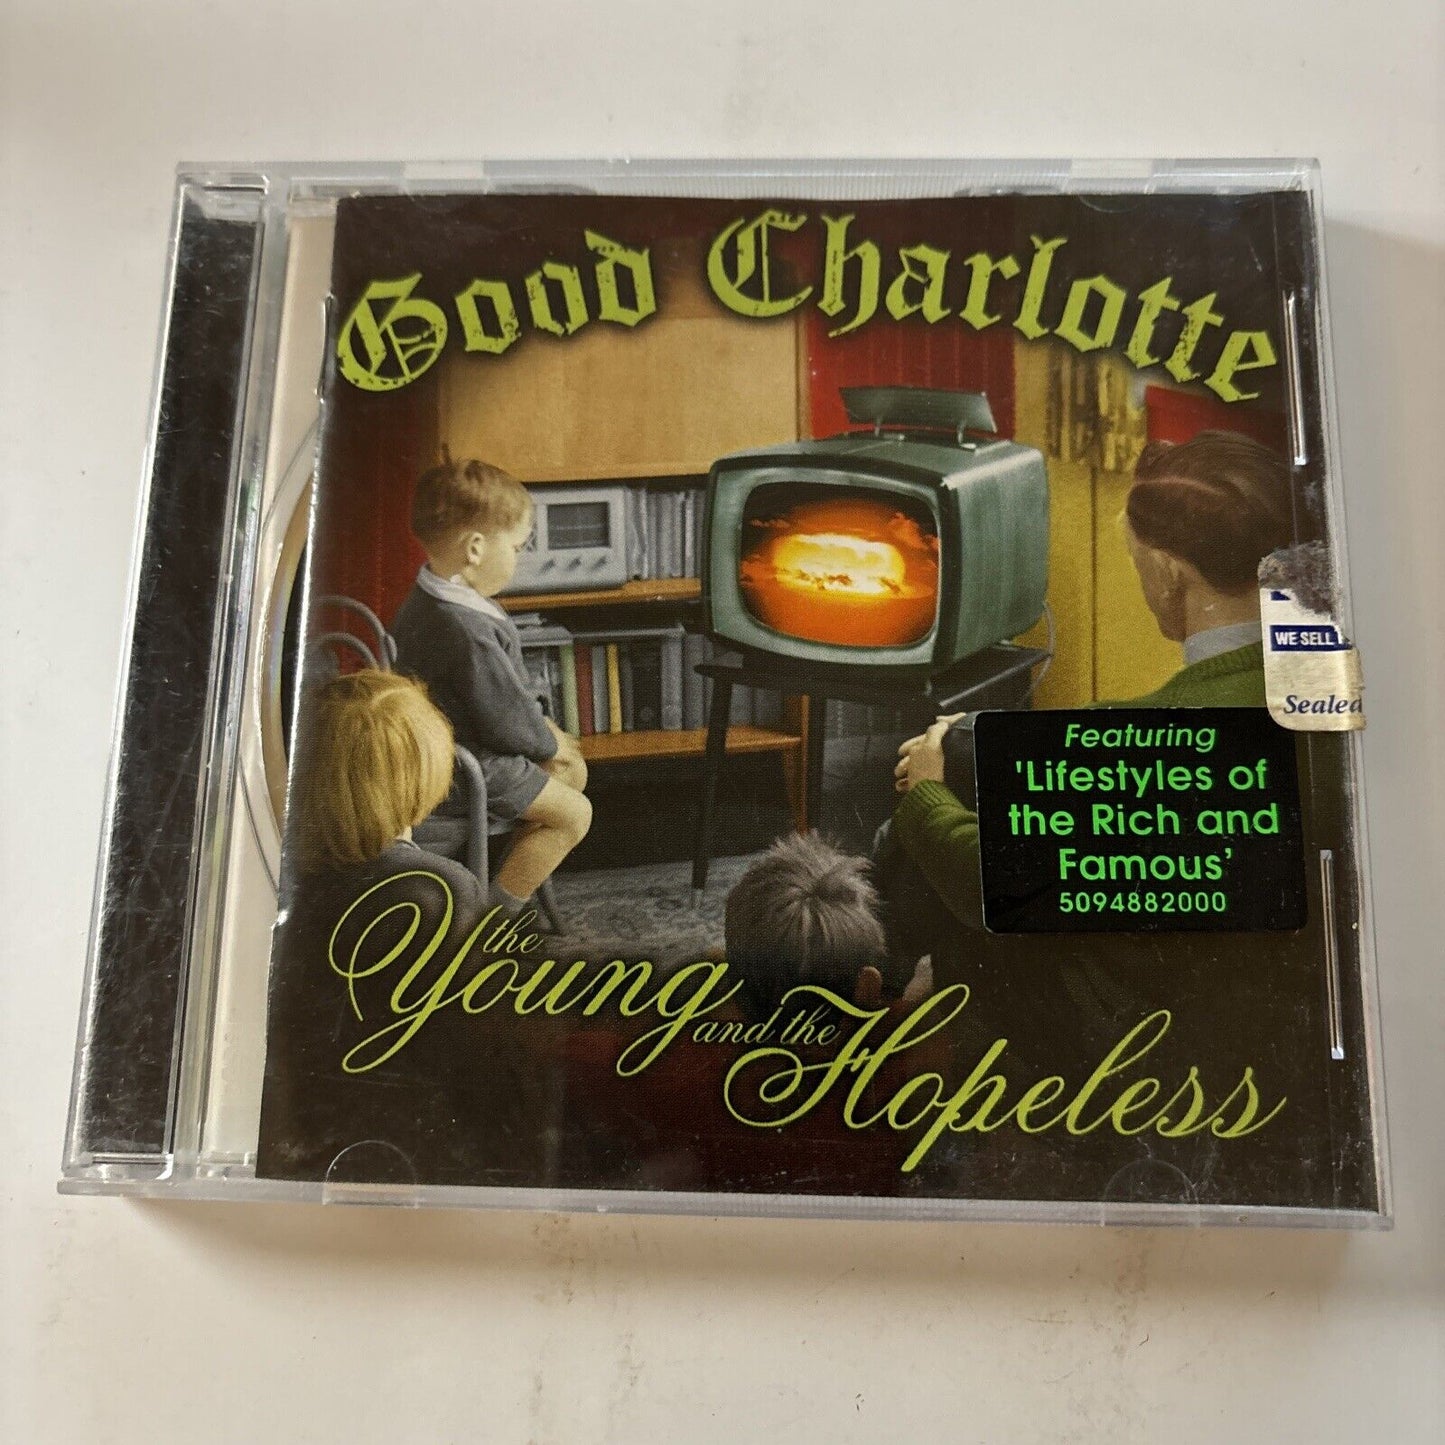 Good Charlotte
WE SELL
Sealed
Featuring
'Lifestyles of
the Rich and
Famous'
5094882000
the
Young
and the
Hopeless